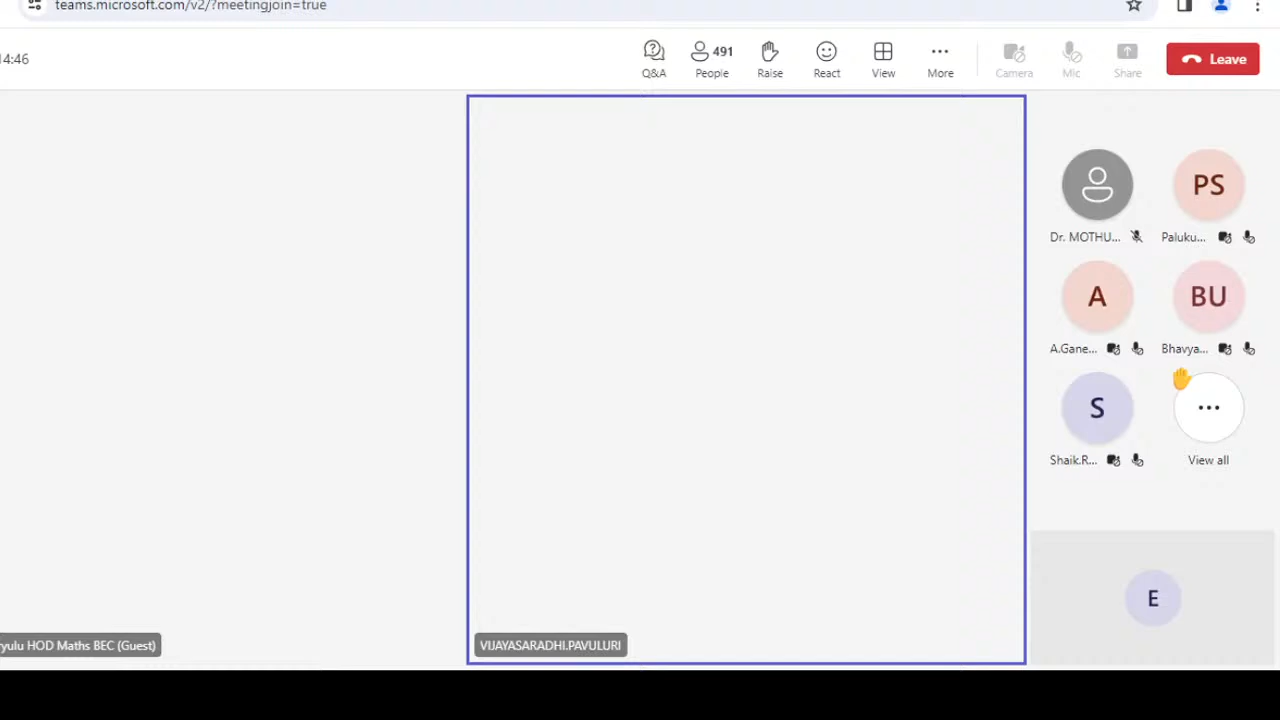 teams.microsoft.com/v2/?meetingjoin=true
4:46
Q&A
491
People
Raise
React
View
More
Camera
Mic
Share
Leave
PS
Dr. MOTHU...
Paluku...
A
BU
A.Gane...
Bhavya...
S
Shaik.R...
View all
E
yulu HOD Maths BEC (Guest)
VIJAYASARADHI.PAVULURI